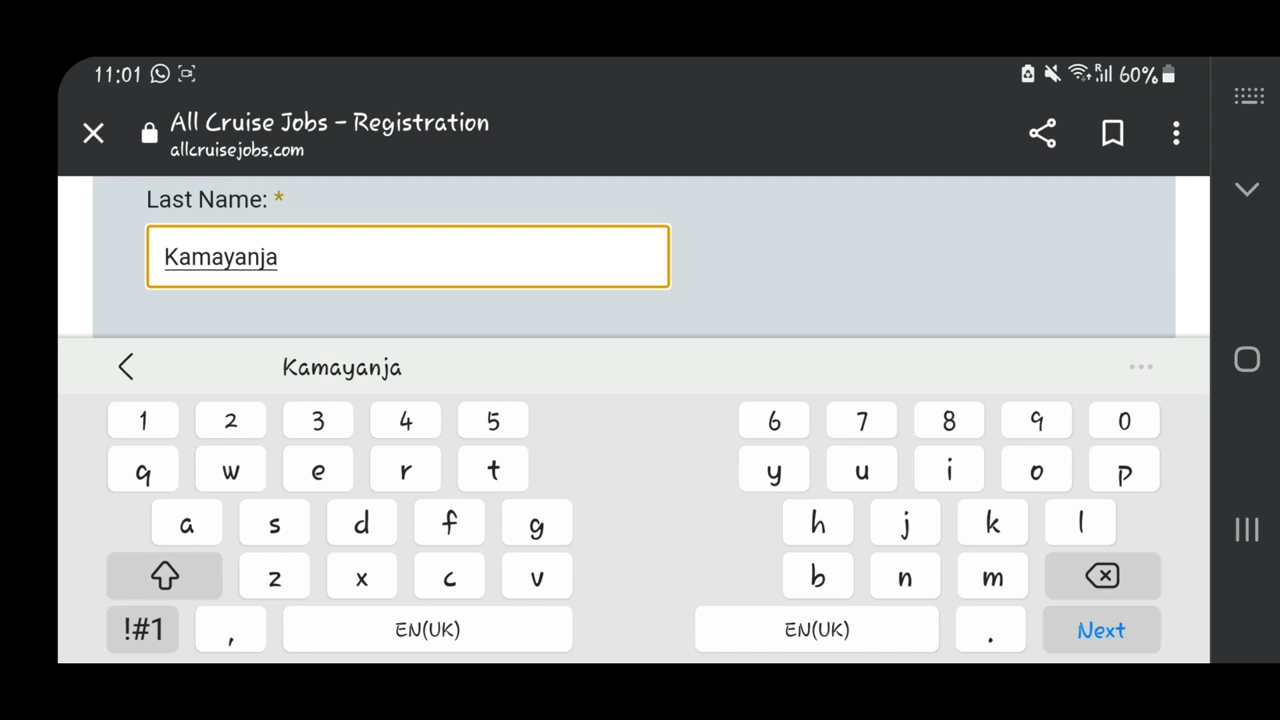 11:01 60%
All Cruise Jobs – Registration
allcruisejobs.com
Last Name: *
Kamayanja
Kamayanja
1 2 3 4 5 6 7 8 9 0
q w e r t y u i o p
a s d f g h j k l
z x c v b n m
!#1 , EN(UK) EN(UK) . Next